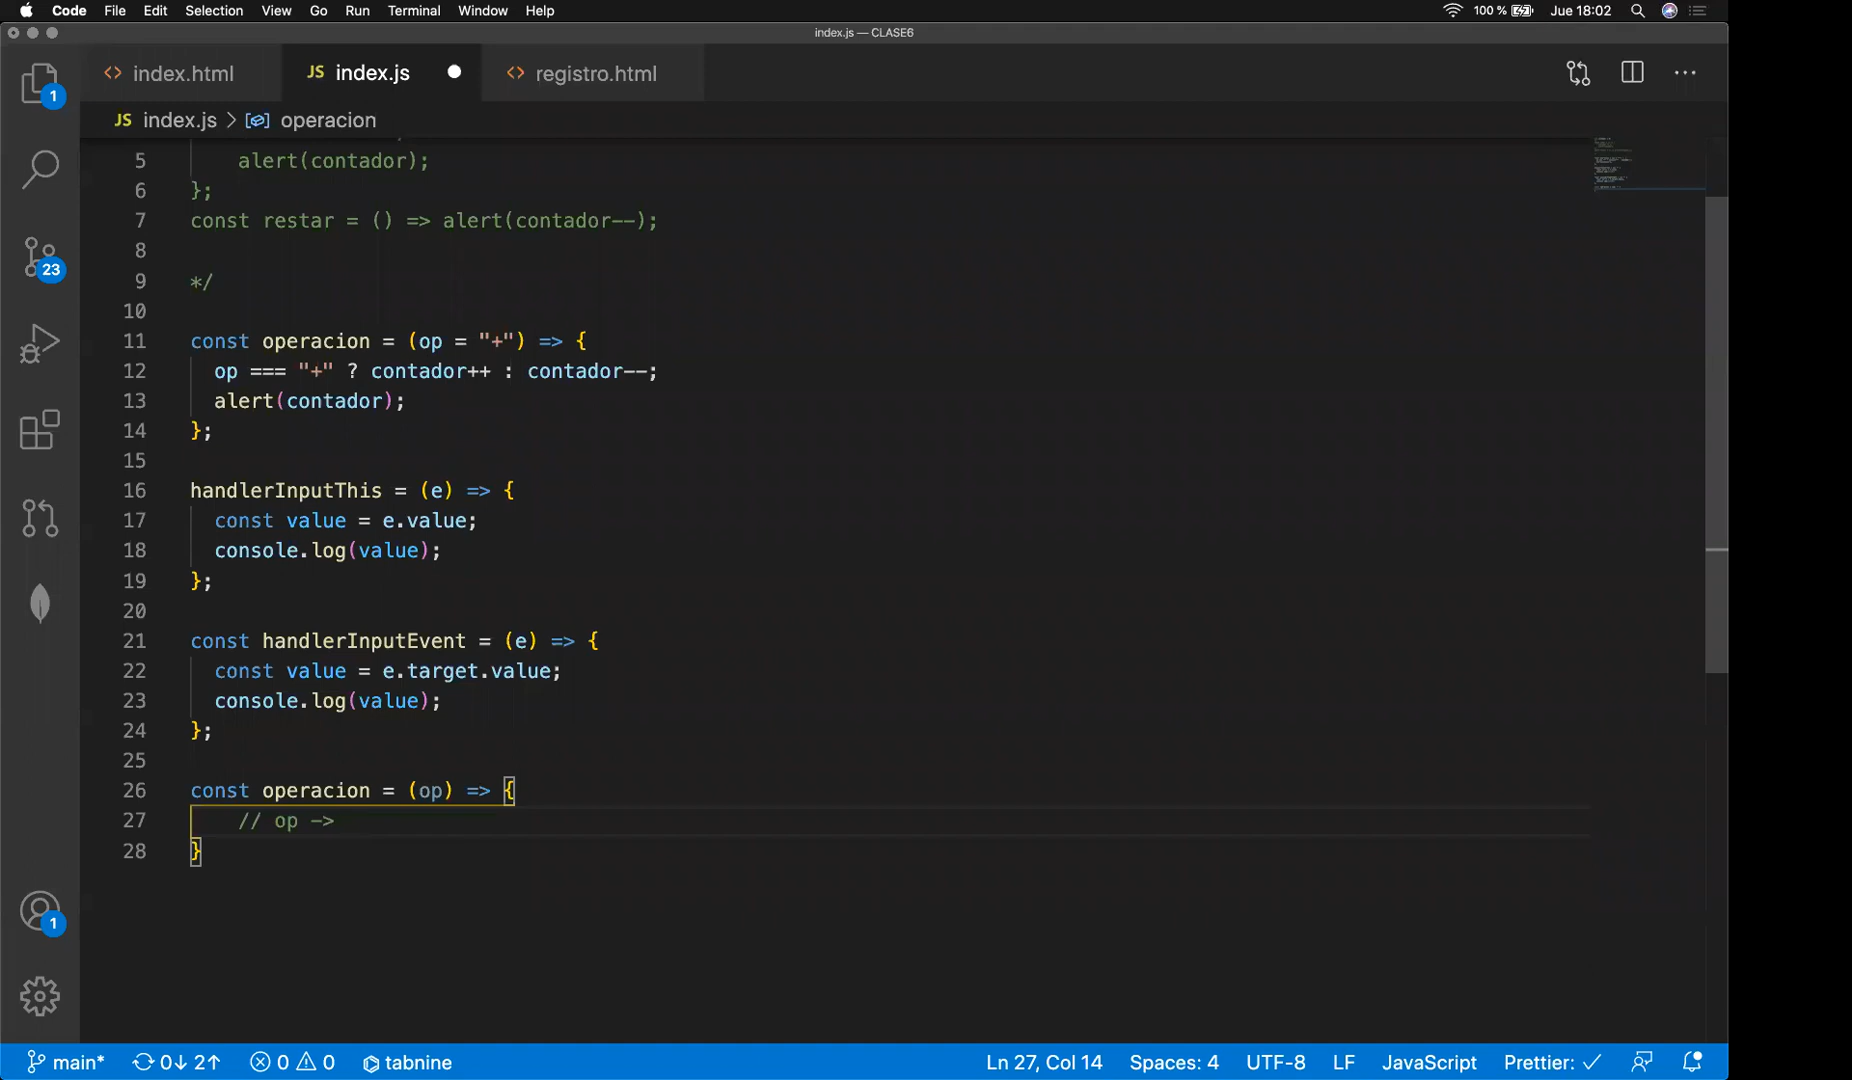 Code File Edit Selection View Go Run Terminal Window Help 100 % Jue 18:02
index.js — CLASE6
index.html JS index.js registro.html
JS index.js > operacion
1
23
1
5 alert(contador);
6 };
7 const restar = () => alert(contador--);
8
9 */
10
11 const operacion = (op = "+") => {
12 op === "+" ? contador++ : contador--;
13 alert(contador);
14 };
15
16 handlerInputThis = (e) => {
17 const value = e.value;
18 console.log(value);
19 };
20
21 const handlerInputEvent = (e) => {
22 const value = e.target.value;
23 console.log(value);
24 };
25
26 const operacion = (op) => {
27 // op ->
28 }
main* 0↓ 2↑ 0 0 tabnine Ln 27, Col 14 Spaces: 4 UTF-8 LF JavaScript Prettier: ✓